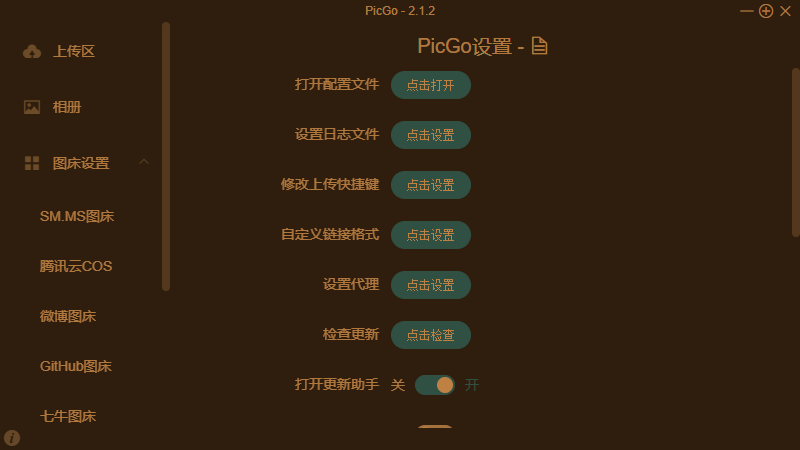 PicGo - 2.1.2
上传区
相册
图床设置
SM.MS图床
腾讯云COS
微博图床
GitHub图床
七牛图床
PicGo设置 -
打开配置文件 点击打开
设置日志文件 点击设置
修改上传快捷键 点击设置
自定义链接格式 点击设置
设置代理 点击设置
检查更新 点击检查
打开更新助手 关 开